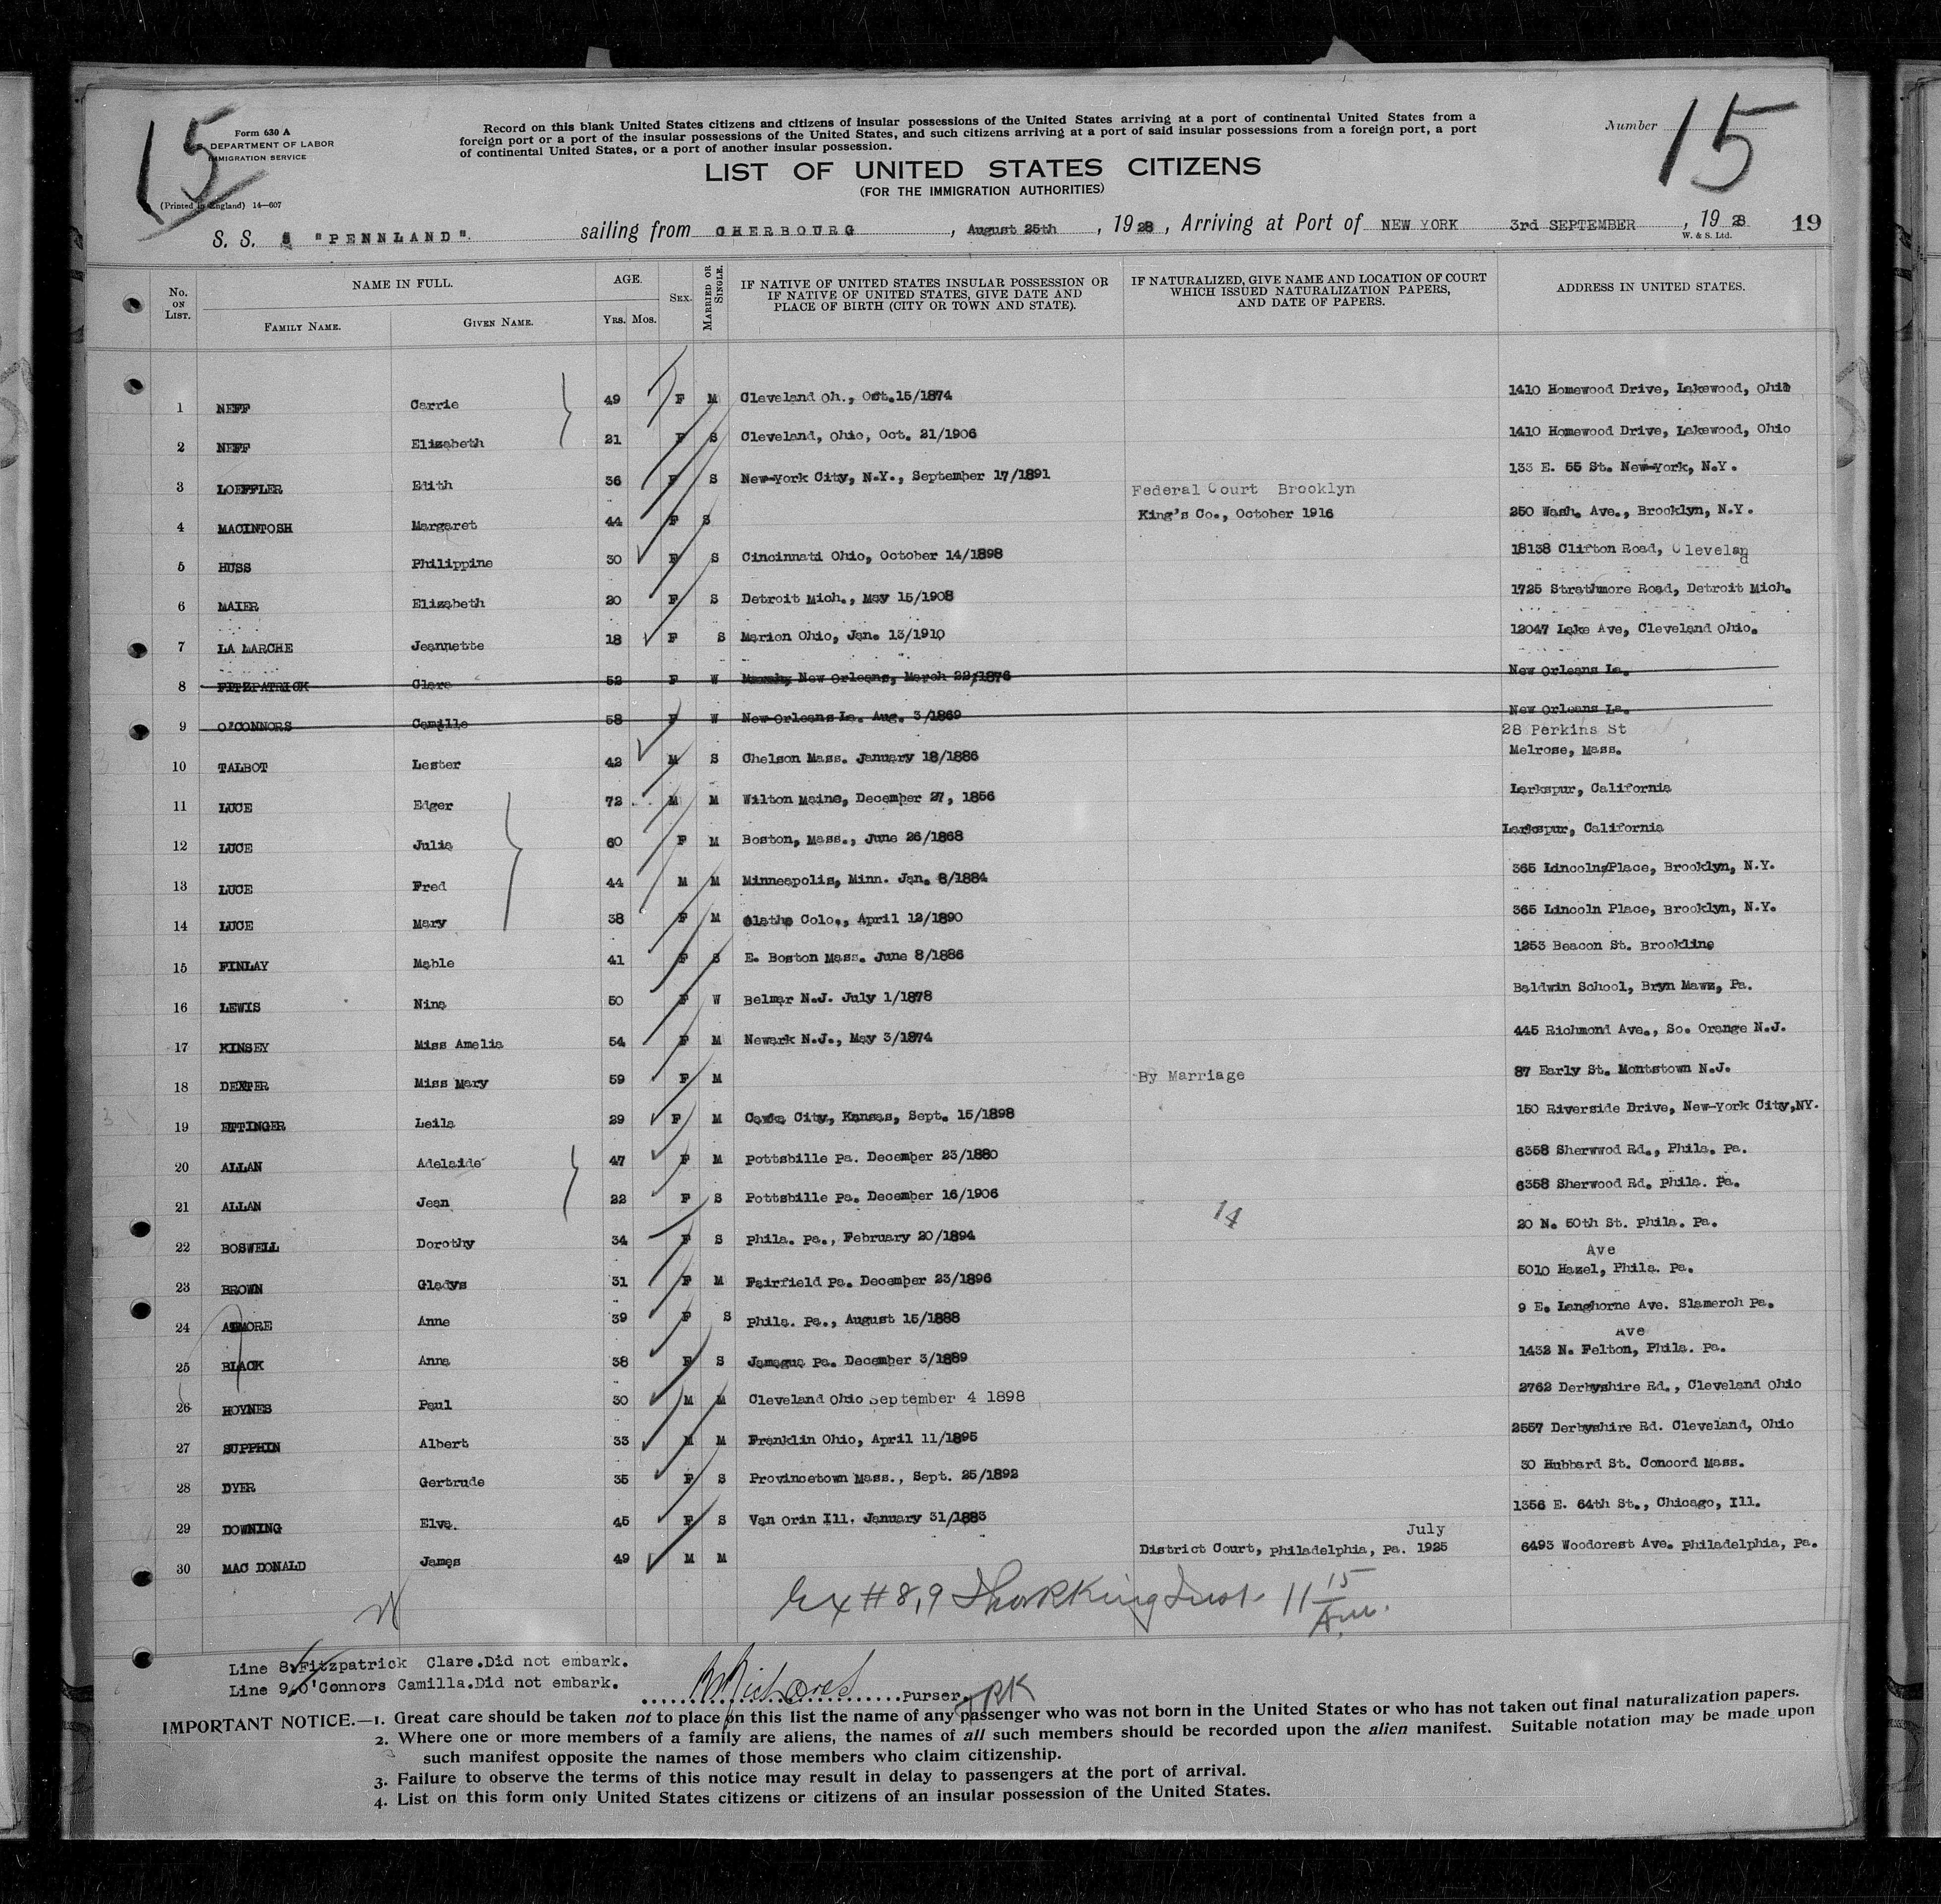 15
Form 630 A
DEPARTMENT OF LABOR
IMMIGRATION SERVICE
(Printed in England) 14—607
Record on this blank United States citizens and citizens of insular possessions of the United States arriving at a port of continental United States from a
foreign port or a port of the insular possessions of the United States, and such citizens arriving at a port of said insular possessions from a foreign port, a port
of continental United States, or a port of another insular possession.
Number 15
LIST OF UNITED STATES CITIZENS
(FOR THE IMMIGRATION AUTHORITIES)
S. S. "PENNLAND". sailing from CHERBOURG , August 25th , 1928 , Arriving at Port of NEW YORK 3rd SEPTEMBER , 1928 19
W. & S. Ltd.
No. ON LIST. NAME IN FULL. FAMILY NAME. GIVEN NAME. AGE. Yrs. Mos. SEX. MARRIED OR SINGLE. IF NATIVE OF UNITED STATES INSULAR POSSESSION OR IF NATIVE OF UNITED STATES, GIVE DATE AND PLACE OF BIRTH (CITY OR TOWN AND STATE). IF NATURALIZED, GIVE NAME AND LOCATION OF COURT WHICH ISSUED NATURALIZATION PAPERS, AND DATE OF PAPERS. ADDRESS IN UNITED STATES.
1 NEFF Carrie 49 F M Cleveland Oh., Oct.15/1874 1410 Homewood Drive, Lakewood, Ohio
2 NEFF Elizabeth 21 F S Cleveland, Ohio, Oct. 21/1906 1410 Homewood Drive, Lakewood, Ohio
3 LOEFFLER Edith 36 F S New-York City, N.Y., September 17/1891 133 E. 55 St. New-York, N.Y.
Federal Court Brooklyn
4 MACINTOSH Margaret 44 F S King's Co., October 1916 250 Wash. Ave., Brooklyn, N.Y.
5 HUSS Philippine 30 F S Cincinnati Ohio, October 14/1898 18138 Clifton Road, Cleveland
6 MAIER Elizabeth 20 F S Detroit Mich., May 15/1908 1725 Strathmore Road, Detroit Mich.
7 LA MARCHE Jeannette 18 F S Marion Ohio, Jan. 13/1910 12047 Lake Ave, Cleveland Ohio.
8 FITZPATRICK Clara 52 F W New Orleans, March 22/1876 New Orleans La.
9 O'CONNORS Camille 58 F W New Orleans La. Aug. 3/1869 New Orleans La.
28 Perkins St
10 TALBOT Lester 42 M S Chelson Mass. January 18/1886 Melrose, Mass.
11 LUCE Edger 72 M M Wilton Maine, December 27, 1856 Larkspur, California
12 LUCE Julia 60 F M Boston, Mass., June 26/1868 Larkspur, California
13 LUCE Fred 44 M M Minneapolis, Minn. Jan. 8/1884 365 Lincoln Place, Brooklyn, N.Y.
14 LUCE Mary 38 F M Olathe Colo., April 12/1890 365 Lincoln Place, Brooklyn, N.Y.
15 FINLAY Mable 41 F S E. Boston Mass. June 8/1886 1253 Beacon St. Brookline
16 LEWIS Nina 50 F W Belmar N.J. July 1/1878 Baldwin School, Bryn Mawr, Pa.
17 KINSEY Miss Amelia 54 F M Newark N.J., May 3/1874 445 Richmond Ave., So. Orange N.J.
18 DEXTER Miss Mary 59 F M By Marriage 87 Early St. Montstown N.J.
19 ETTINGER Leila 29 F M Cawka City, Kansas, Sept. 15/1898 150 Riverside Drive, New-York City,NY.
20 ALLAN Adelaide 47 F M Pottsbille Pa. December 23/1880 6358 Sherwwod Rd., Phila. Pa.
21 ALLAN Jean 22 F S Pottsbille Pa. December 16/1906 6358 Sherwood Rd. Phila. Pa.
14
22 BOSWELL Dorothy 34 F S Phila. Pa., February 20/1894 20 N. 50th St. Phila. Pa.
Ave
23 BROWN Gladys 31 F M Fairfield Pa. December 23/1896 5010 Hazel, Phila. Pa.
24 Anne 39 F S Phila. Pa., August 15/1888 9 E. Langhorne Ave. Slamerch Pa.
Ave
25 BLACK Anna 38 F S Jamagua Pa. December 3/1889 1432 N. Felton, Phila. Pa.
26 HOYNES Paul 30 M M Cleveland Ohio September 4 1898 2762 Derbyshire Rd., Cleveland Ohio
27 SUPPHIN Albert 33 M M Franklin Ohio, April 11/1895 2557 Derbyshire Rd. Cleveland, Ohio
28 DYER Gertrude 35 F S Provincetown Mass., Sept. 25/1892 30 Hubbard St. Concord Mass.
29 DOWNING Elva. 45 F S Van Orin Ill. January 31/1883 1356 E. 64th St., Chicago, Ill.
July
30 MAC DONALD James 49 M M District Court, Philadelphia, Pa. 1925 6493 Woodcrest Ave. Philadelphia, Pa.
Ex # 8,9 11 15 A.M.
Line 8.Fitzpatrick Clare.Did not embark.
Line 9.O'Connors Camilla.Did not embark.
Purser. RK
IMPORTANT NOTICE.—1. Great care should be taken not to place on this list the name of any passenger who was not born in the United States or who has not taken out final naturalization papers.
2. Where one or more members of a family are aliens, the names of all such members should be recorded upon the alien manifest. Suitable notation may be made upon
such manifest opposite the names of those members who claim citizenship.
3. Failure to observe the terms of this notice may result in delay to passengers at the port of arrival.
4. List on this form only United States citizens or citizens of an insular possession of the United States.